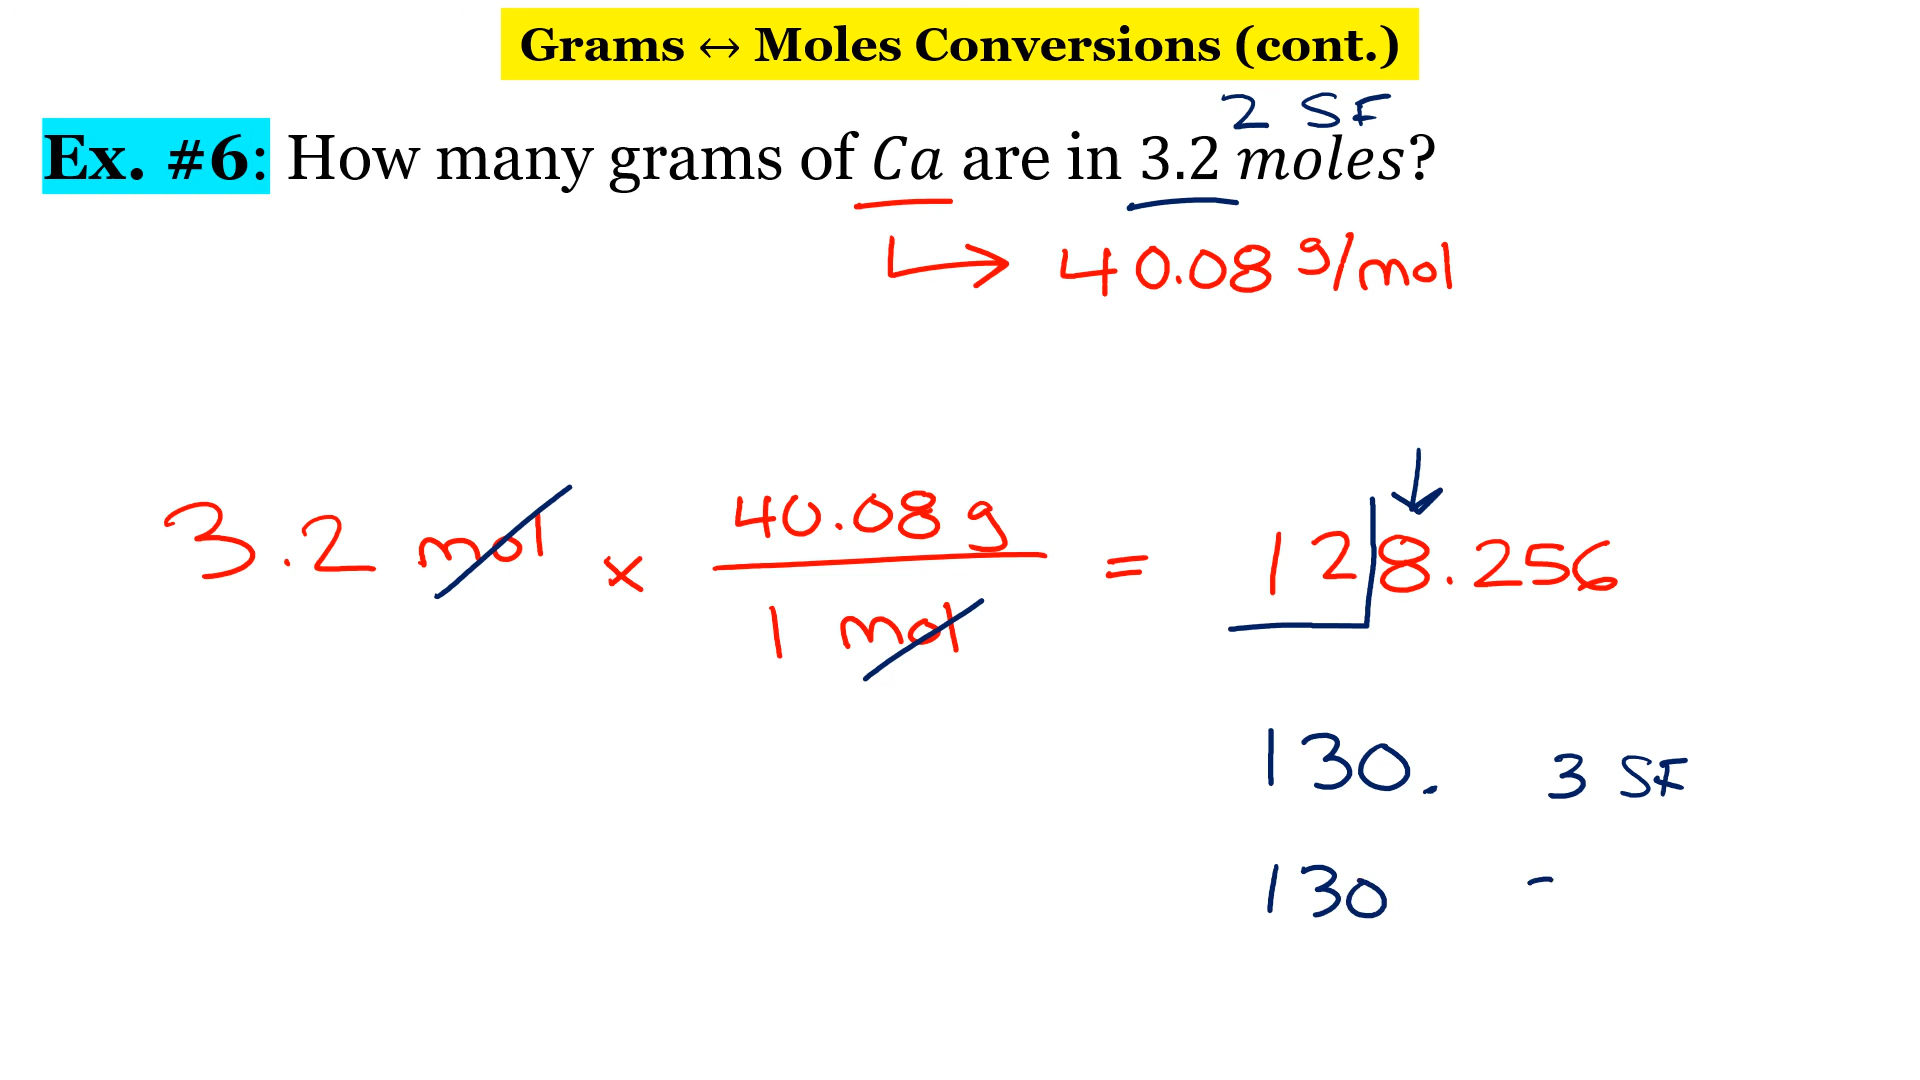 Grams ↔ Moles Conversions (cont.)
2 SF
Ex. #6: How many grams of Ca are in 3.2 moles?
40.08 g/mol
3.2 mol × 40.08 g / 1 mol = 128.256
130. 3 SF
130